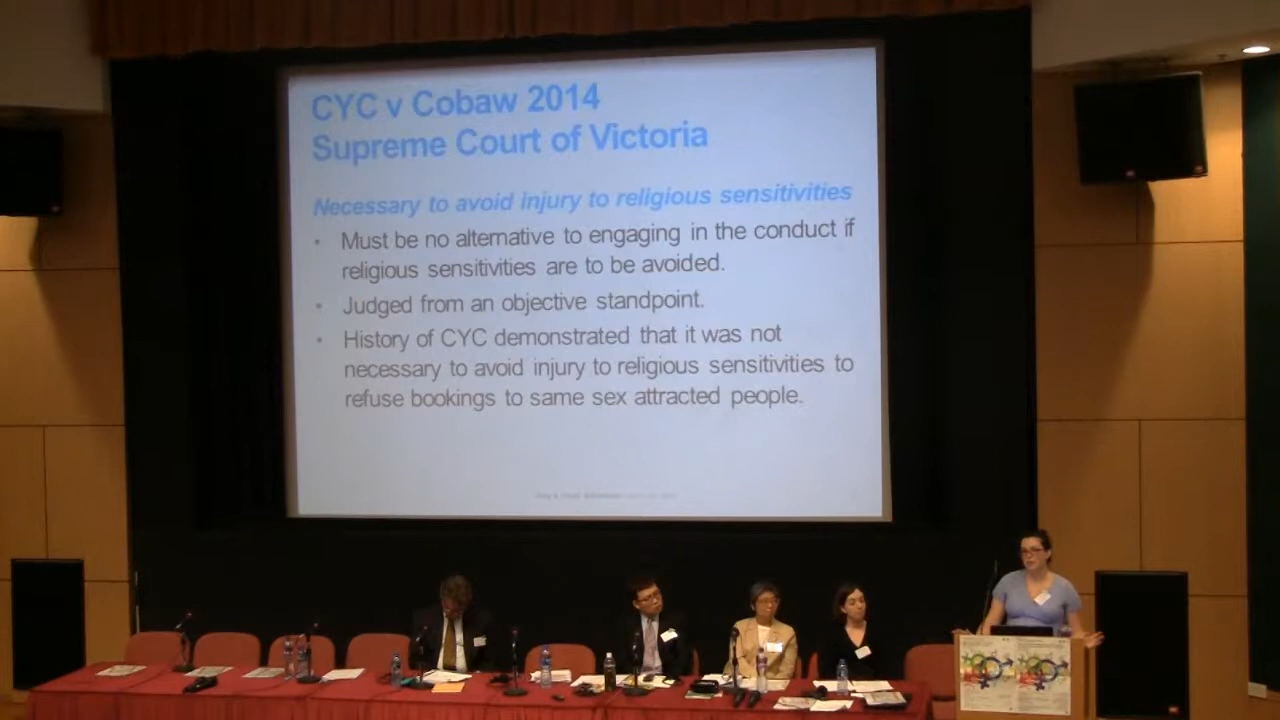 CYC v Cobaw 2014
Supreme Court of Victoria
Necessary to avoid injury to religious sensitivities
• Must be no alternative to engaging in the conduct if
religious sensitivities are to be avoided.
• Judged from an objective standpoint.
• History of CYC demonstrated that it was not
necessary to avoid injury to religious sensitivities to
refuse bookings to same sex attracted people.